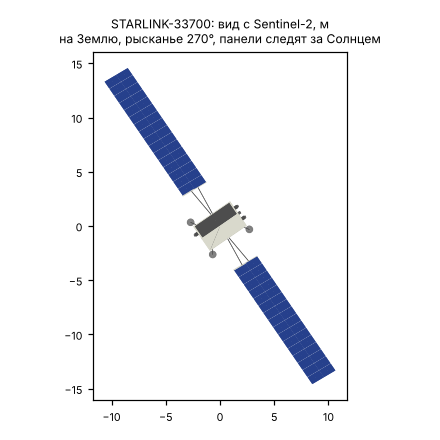 STARLINK-33700: вид с Sentinel-2, м
на Землю, рысканье 270°, панели следят за Солнцем
15
10
5
0
−5
−10
−15
−10 −5 0 5 10